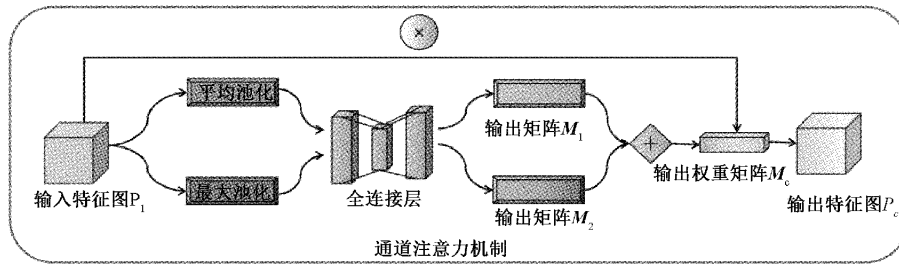 ×
平均池化
输出矩阵M₁
+
输入特征图P₁
最大池化
全连接层
输出矩阵M₂
输出权重矩阵M_c
输出特征图P_c
通道注意力机制